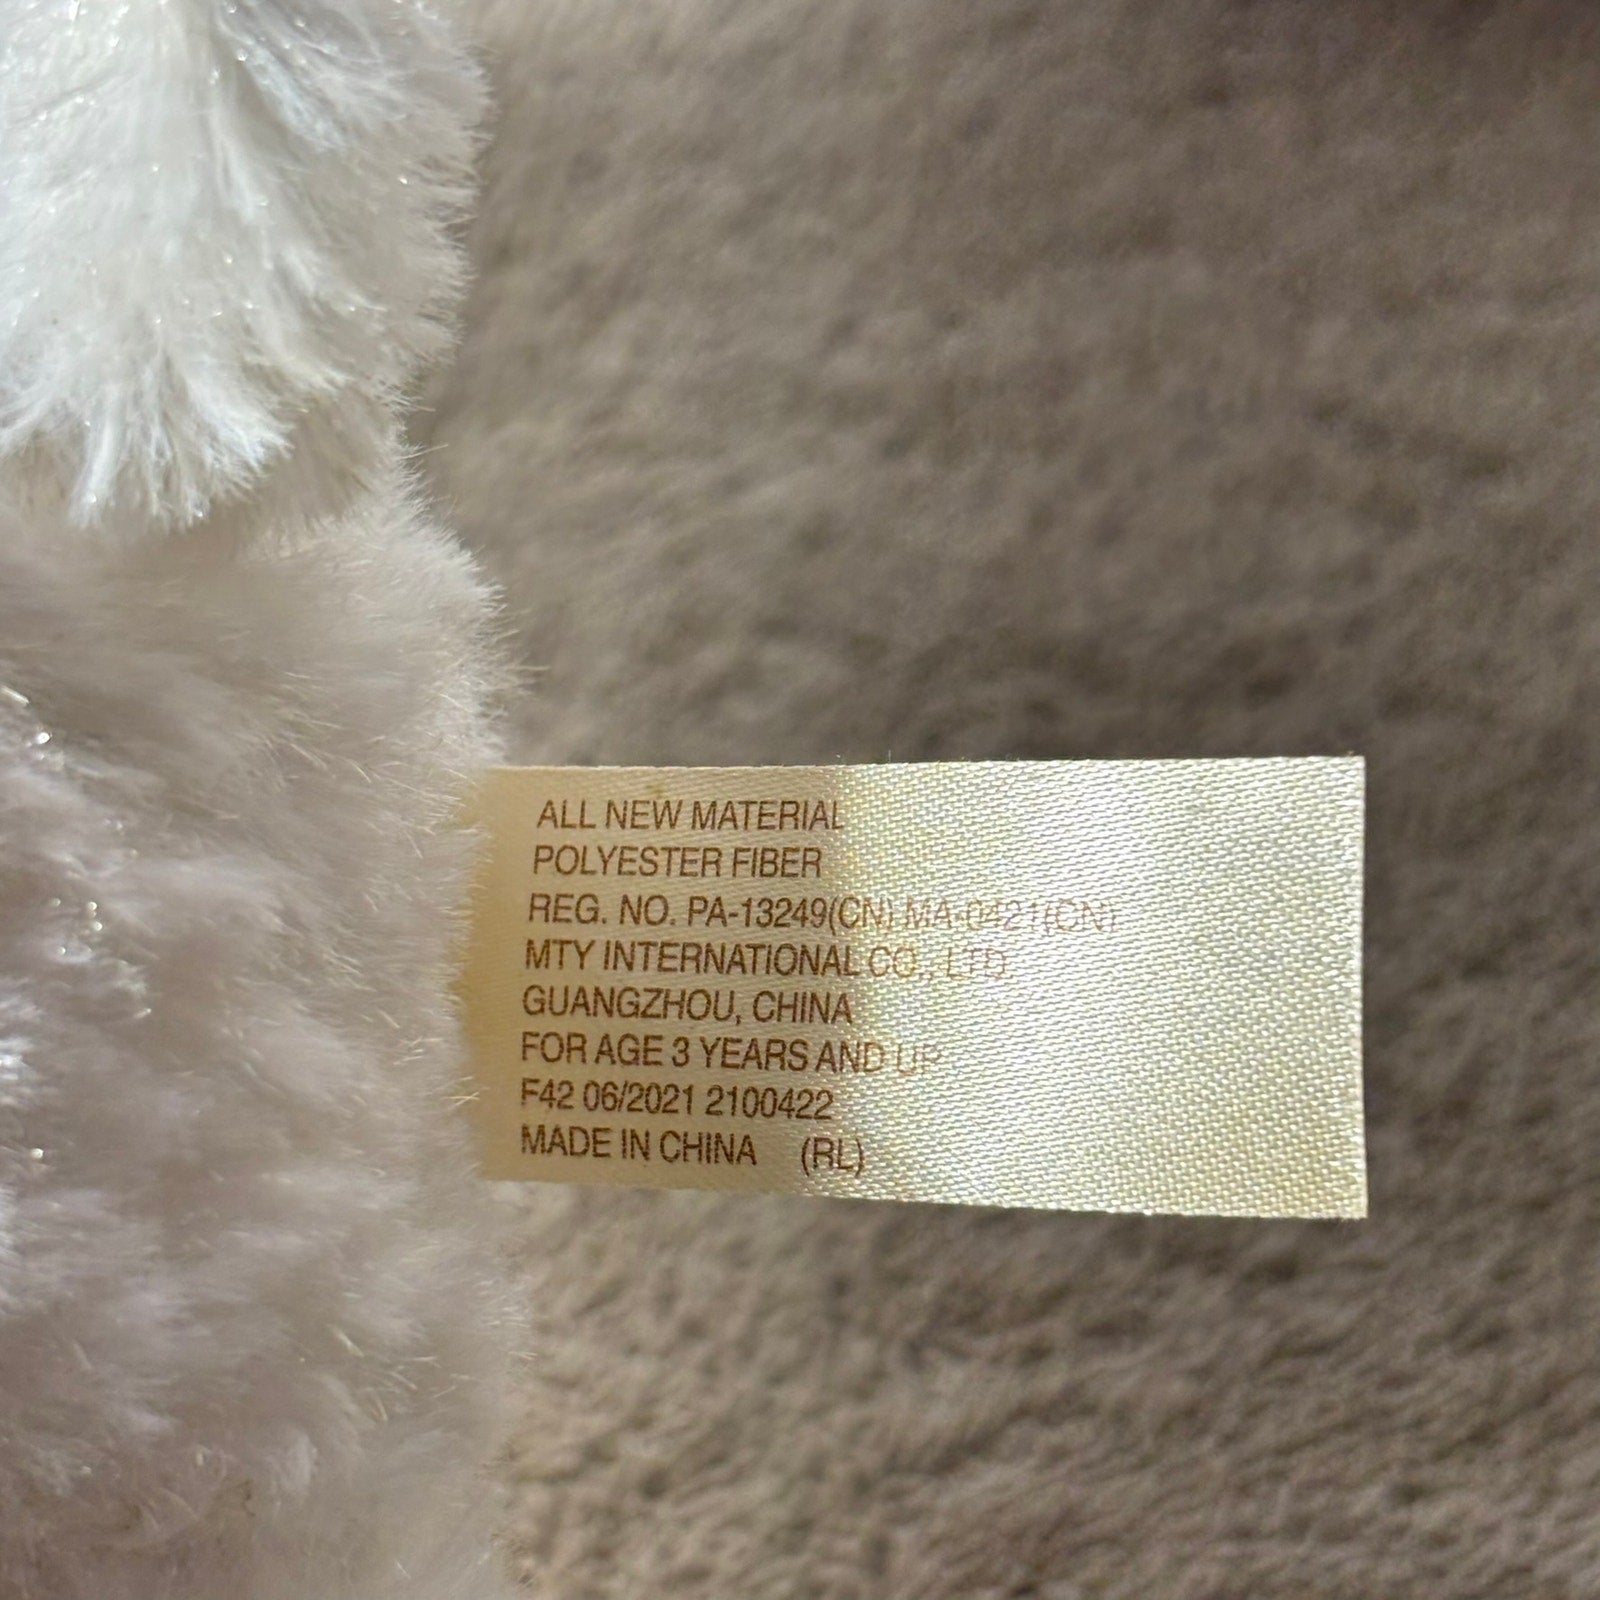 ALL NEW MATERIAL
POLYESTER FIBER
REG. NO. PA-13249(CN) MA-0421(CN)
MTY INTERNATIONAL CO., LTD.
GUANGZHOU, CHINA
FOR AGE 3 YEARS AND UP
F42 06/2021 2100422
MADE IN CHINA (RL)